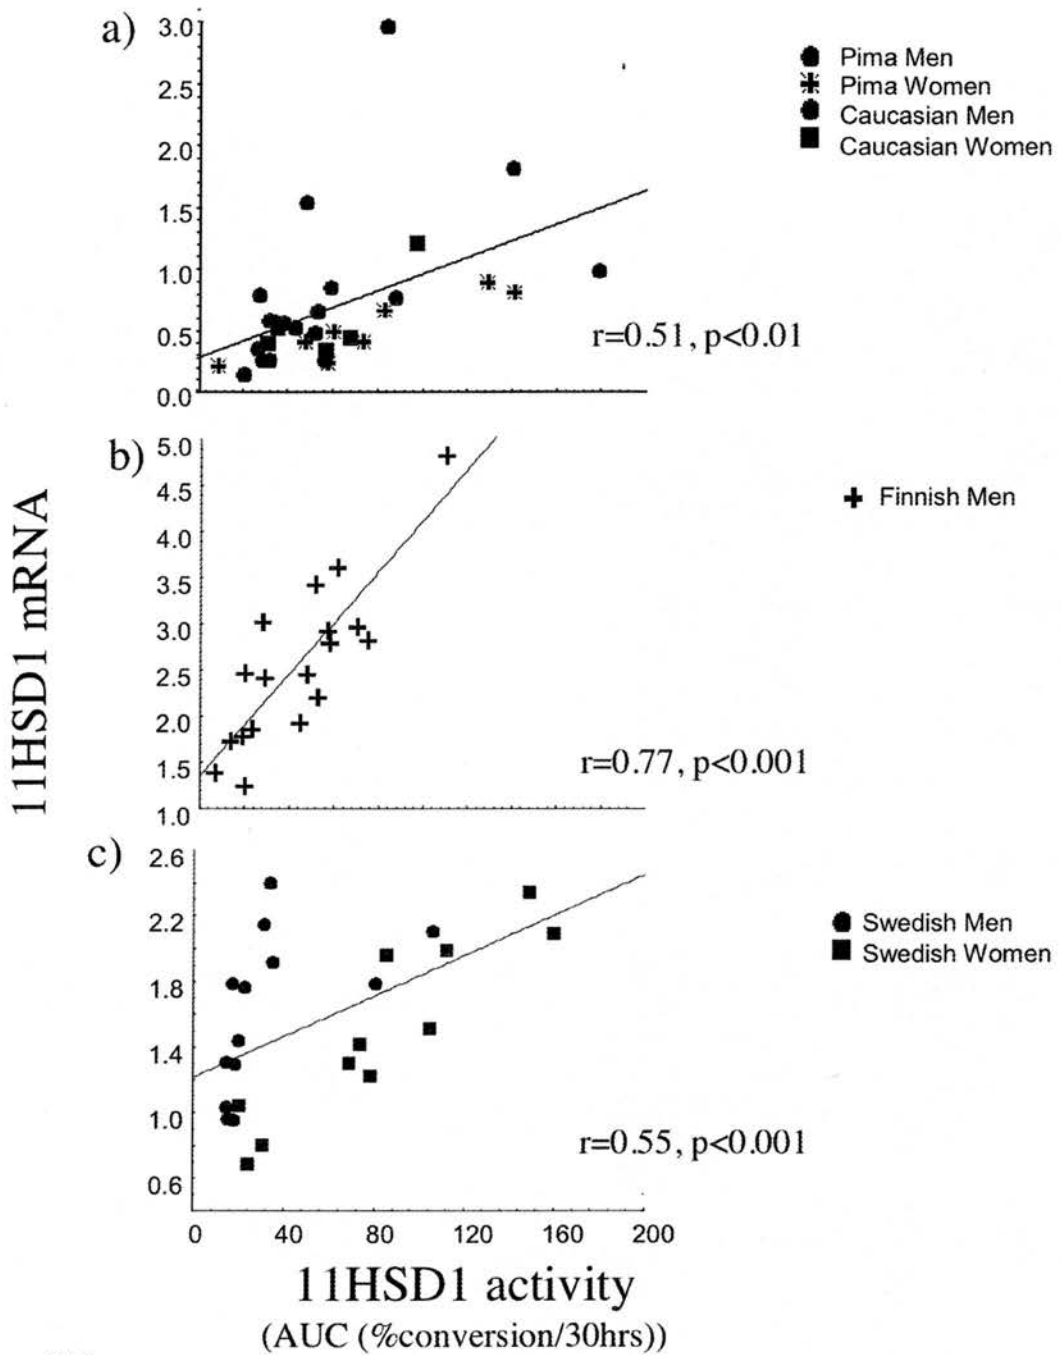 a)
3.0
2.5
2.0
1.5
1.0
0.5
0.0
Pima Men
Pima Women
Caucasian Men
Caucasian Women
r=0.51, p<0.01
11HSD1 mRNA
b)
5.0
4.5
4.0
3.5
3.0
2.5
2.0
1.5
1.0
Finnish Men
r=0.77, p<0.001
c)
2.6
2.2
1.8
1.4
1.0
0.6
Swedish Men
Swedish Women
r=0.55, p<0.001
0 40 80 120 160 200
11HSD1 activity
(AUC (%conversion/30hrs))